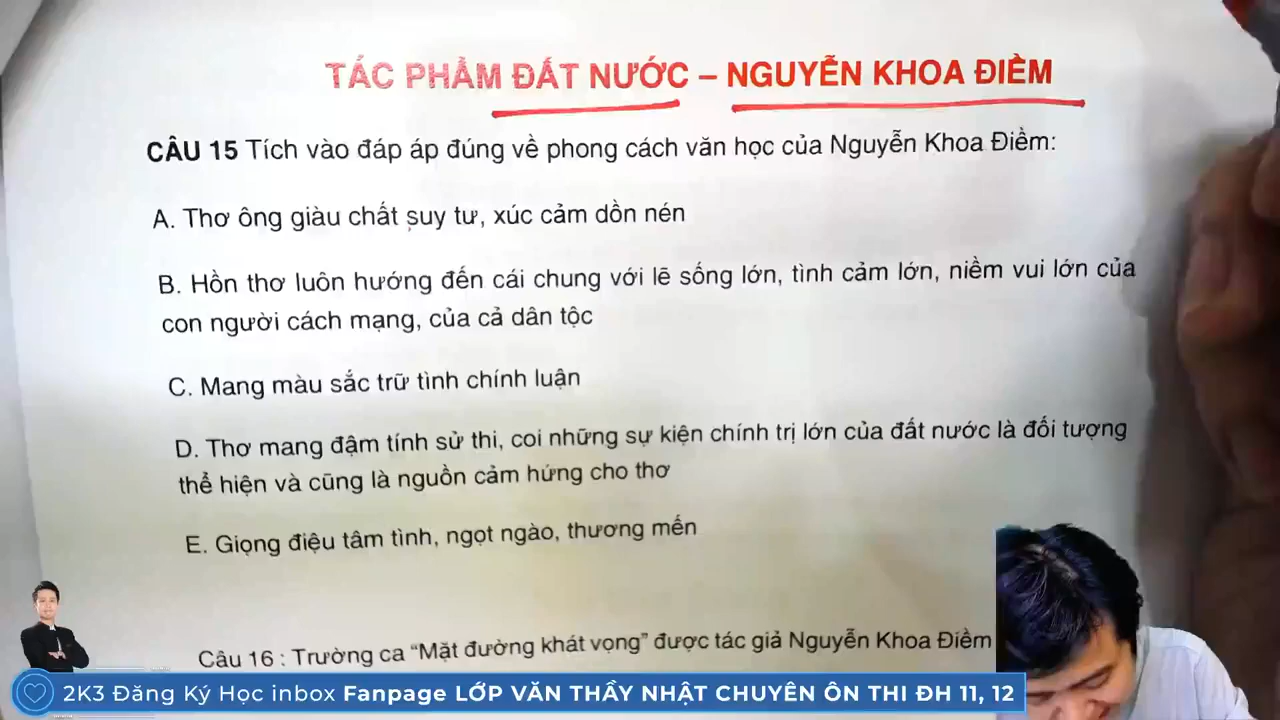 TÁC PHẨM ĐẤT NƯỚC – NGUYỄN KHOA ĐIỀM
CÂU 15 Tích vào đáp áp đúng về phong cách văn học của Nguyễn Khoa Điềm:
A. Thơ ông giàu chất suy tư, xúc cảm dồn nén
B. Hồn thơ luôn hướng đến cái chung với lẽ sống lớn, tình cảm lớn, niềm vui lớn của
con người cách mạng, của cả dân tộc
C. Mang màu sắc trữ tình chính luận
D. Thơ mang đậm tính sử thi, coi những sự kiện chính trị lớn của đất nước là đối tượng
thể hiện và cũng là nguồn cảm hứng cho thơ
E. Giọng điệu tâm tình, ngọt ngào, thương mến
Câu 16 : Trường ca “Mặt đường khát vọng” được tác giả Nguyễn Khoa Điềm
2K3 Đăng Ký Học inbox Fanpage LỚP VĂN THẦY NHẬT CHUYÊN ÔN THI ĐH 11, 12